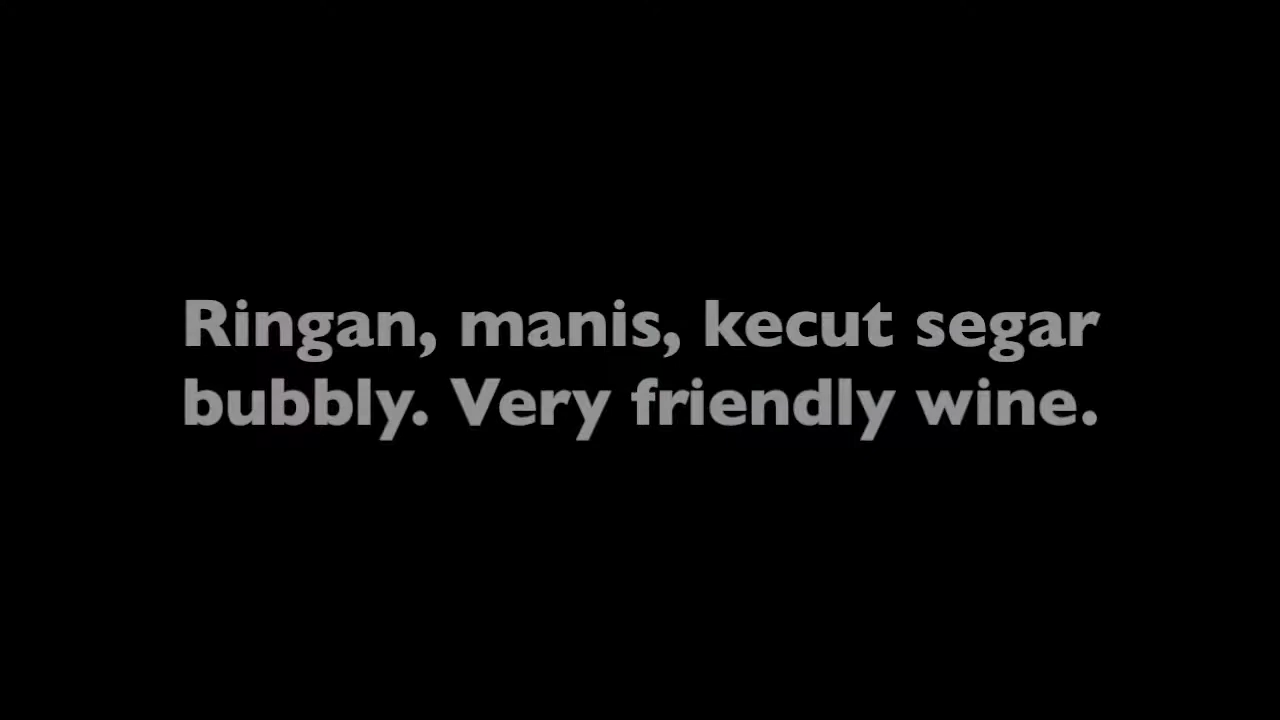 Ringan, manis, kecut segar
bubbly. Very friendly wine.